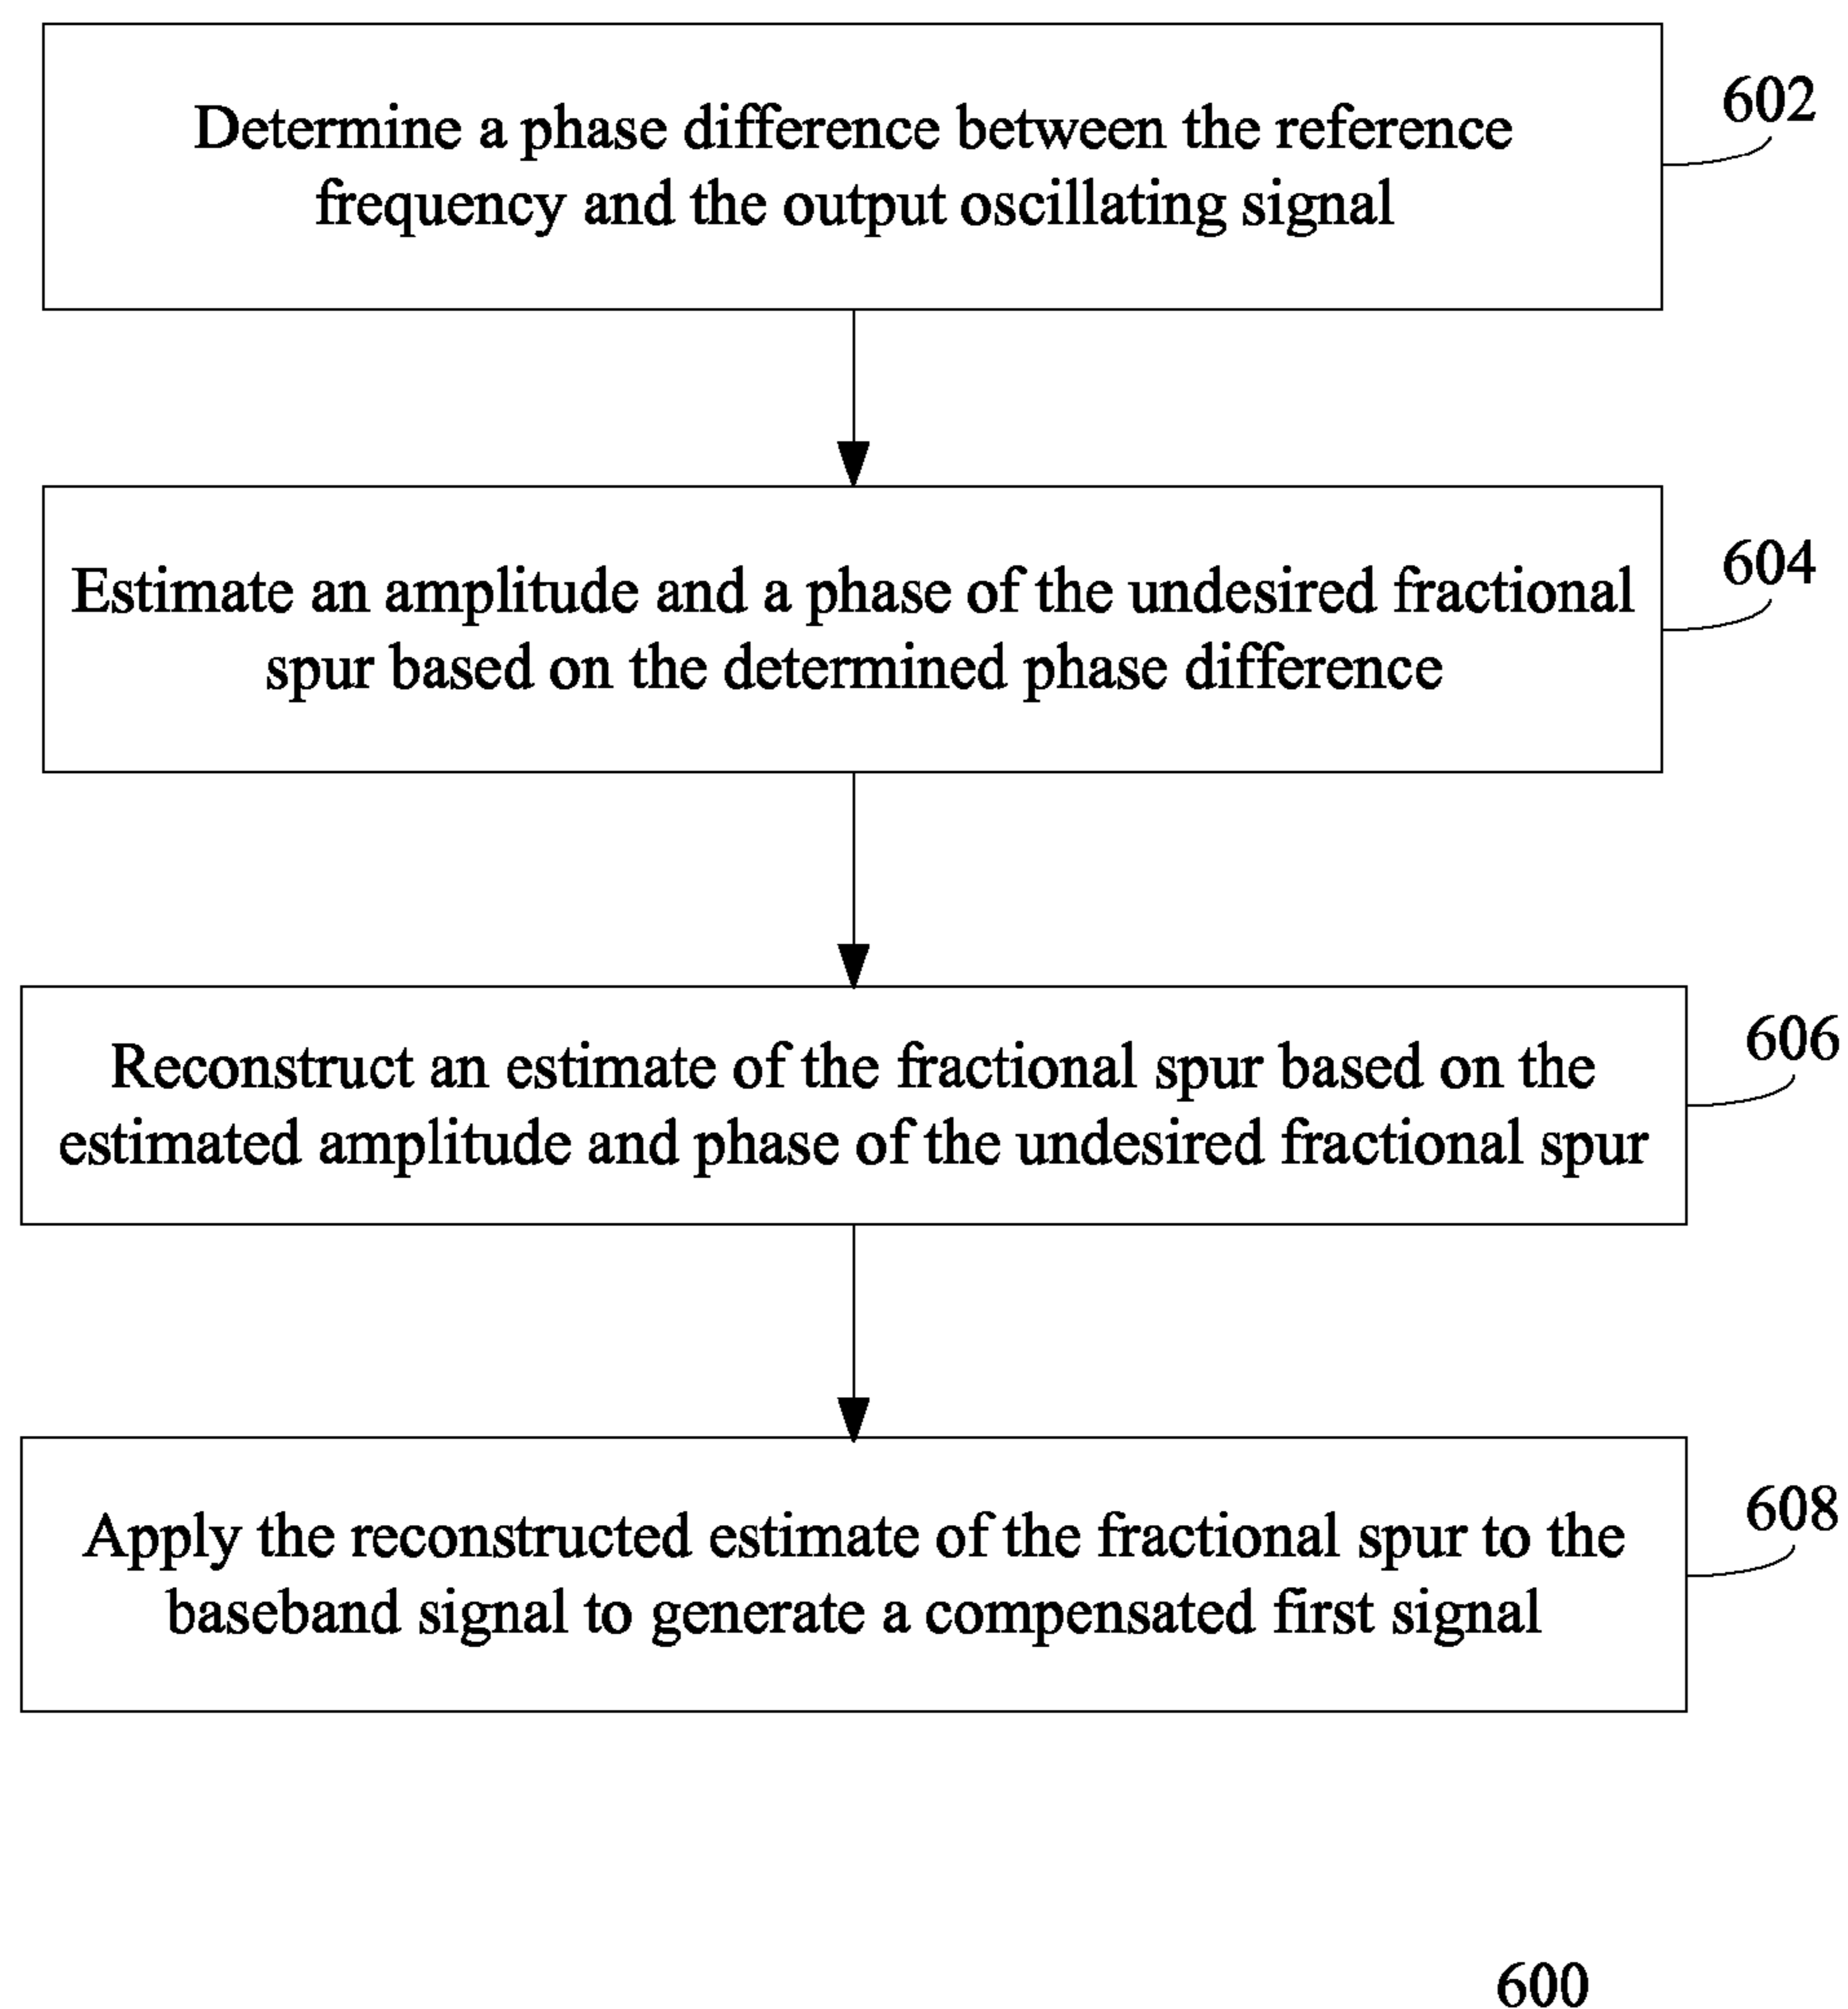 Determine a phase difference between the reference
frequency and the output oscillating signal
602
Estimate an amplitude and a phase of the undesired fractional
spur based on the determined phase difference
604
Reconstruct an estimate of the fractional spur based on the
estimated amplitude and phase of the undesired fractional spur
606
Apply the reconstructed estimate of the fractional spur to the
baseband signal to generate a compensated first signal
608
600